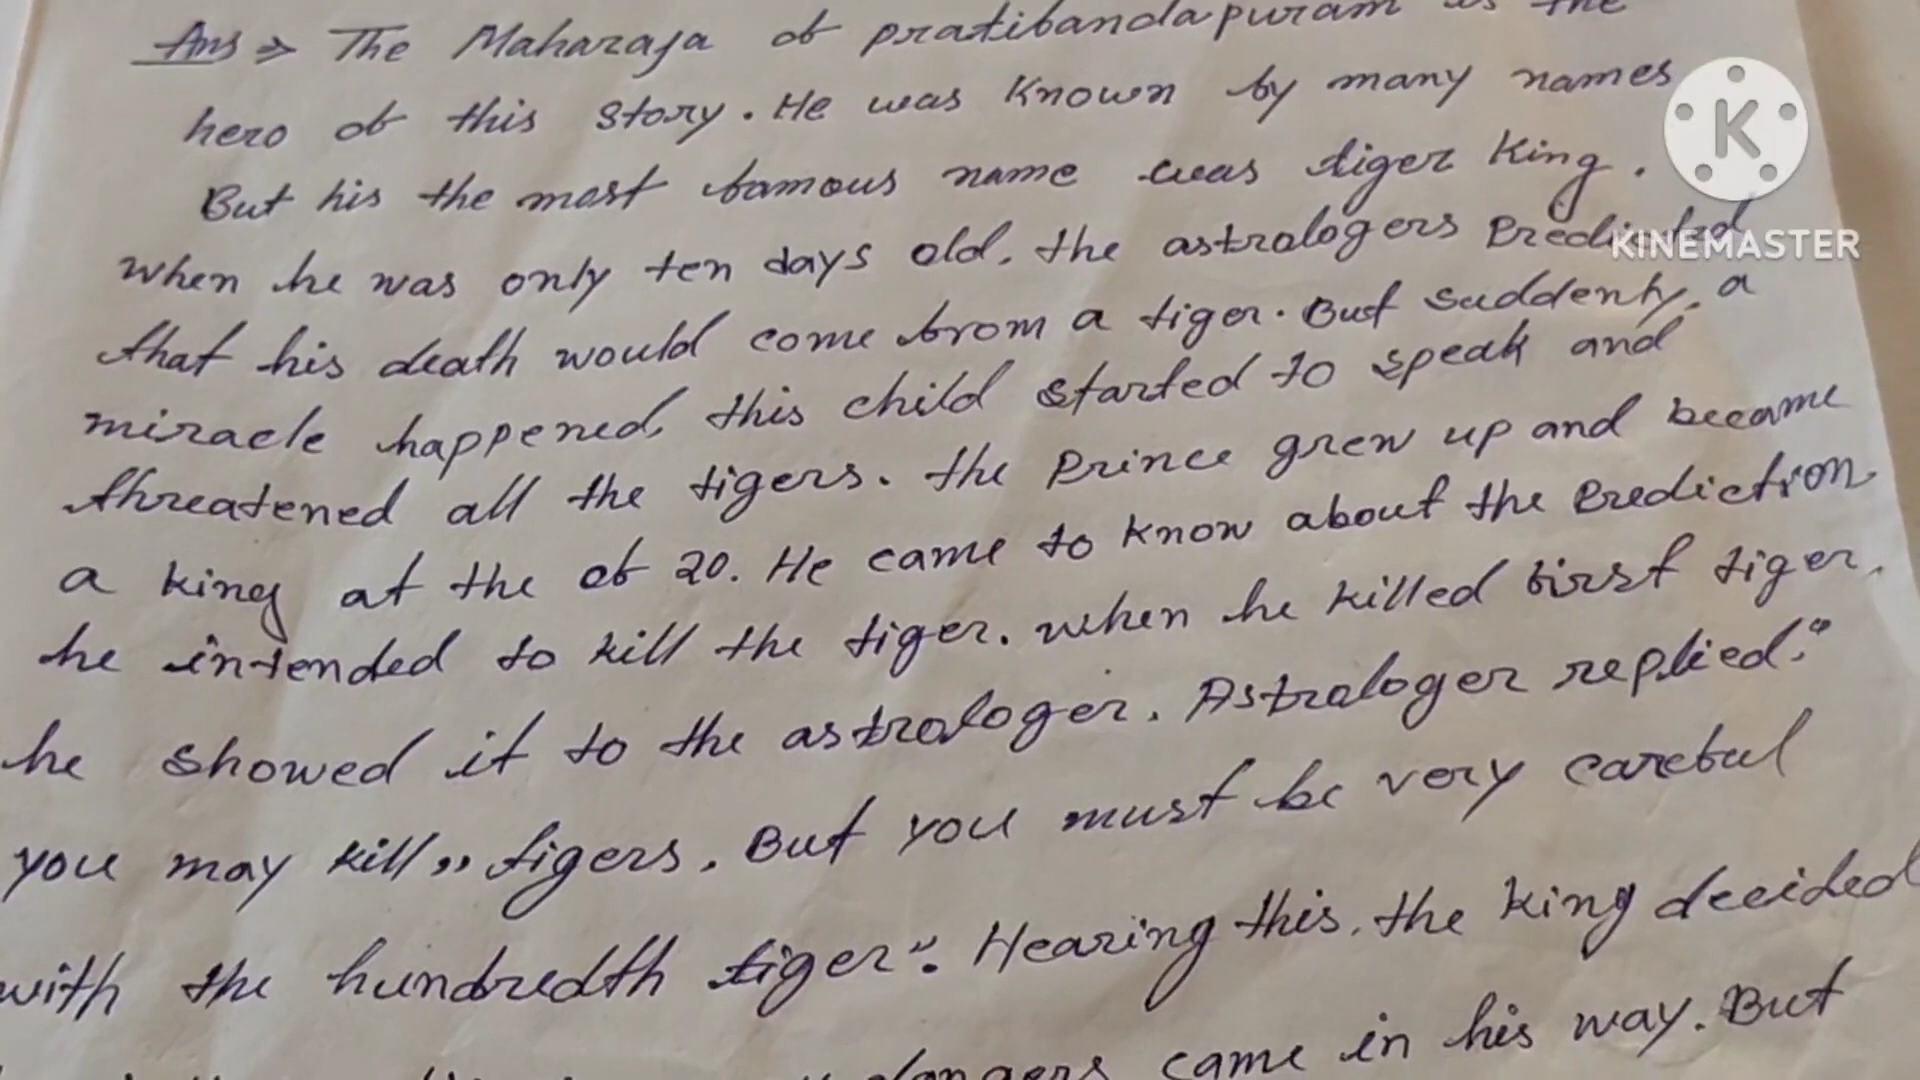 Ans ⇒ The Maharaja of pratibandapuram is the
hero of this story. He was known by many names
But his the most famous name was tiger king.
when he was only ten days old, the astrologers Predicted
that his death would come from a tiger. But suddenly, a
miracle happened, this child started to speak and
threatened all the tigers. the Prince grew up and became
a king at the of 20. He came to know about the Prediction
he intended to kill the tiger. when he killed first tiger,
he showed it to the astrologer. Astrologer replied."
you may kill,, tigers. But you must be very careful
with the hundredth tiger". Hearing this, the king decided
dangers came in his way. But
K
KINEMASTER